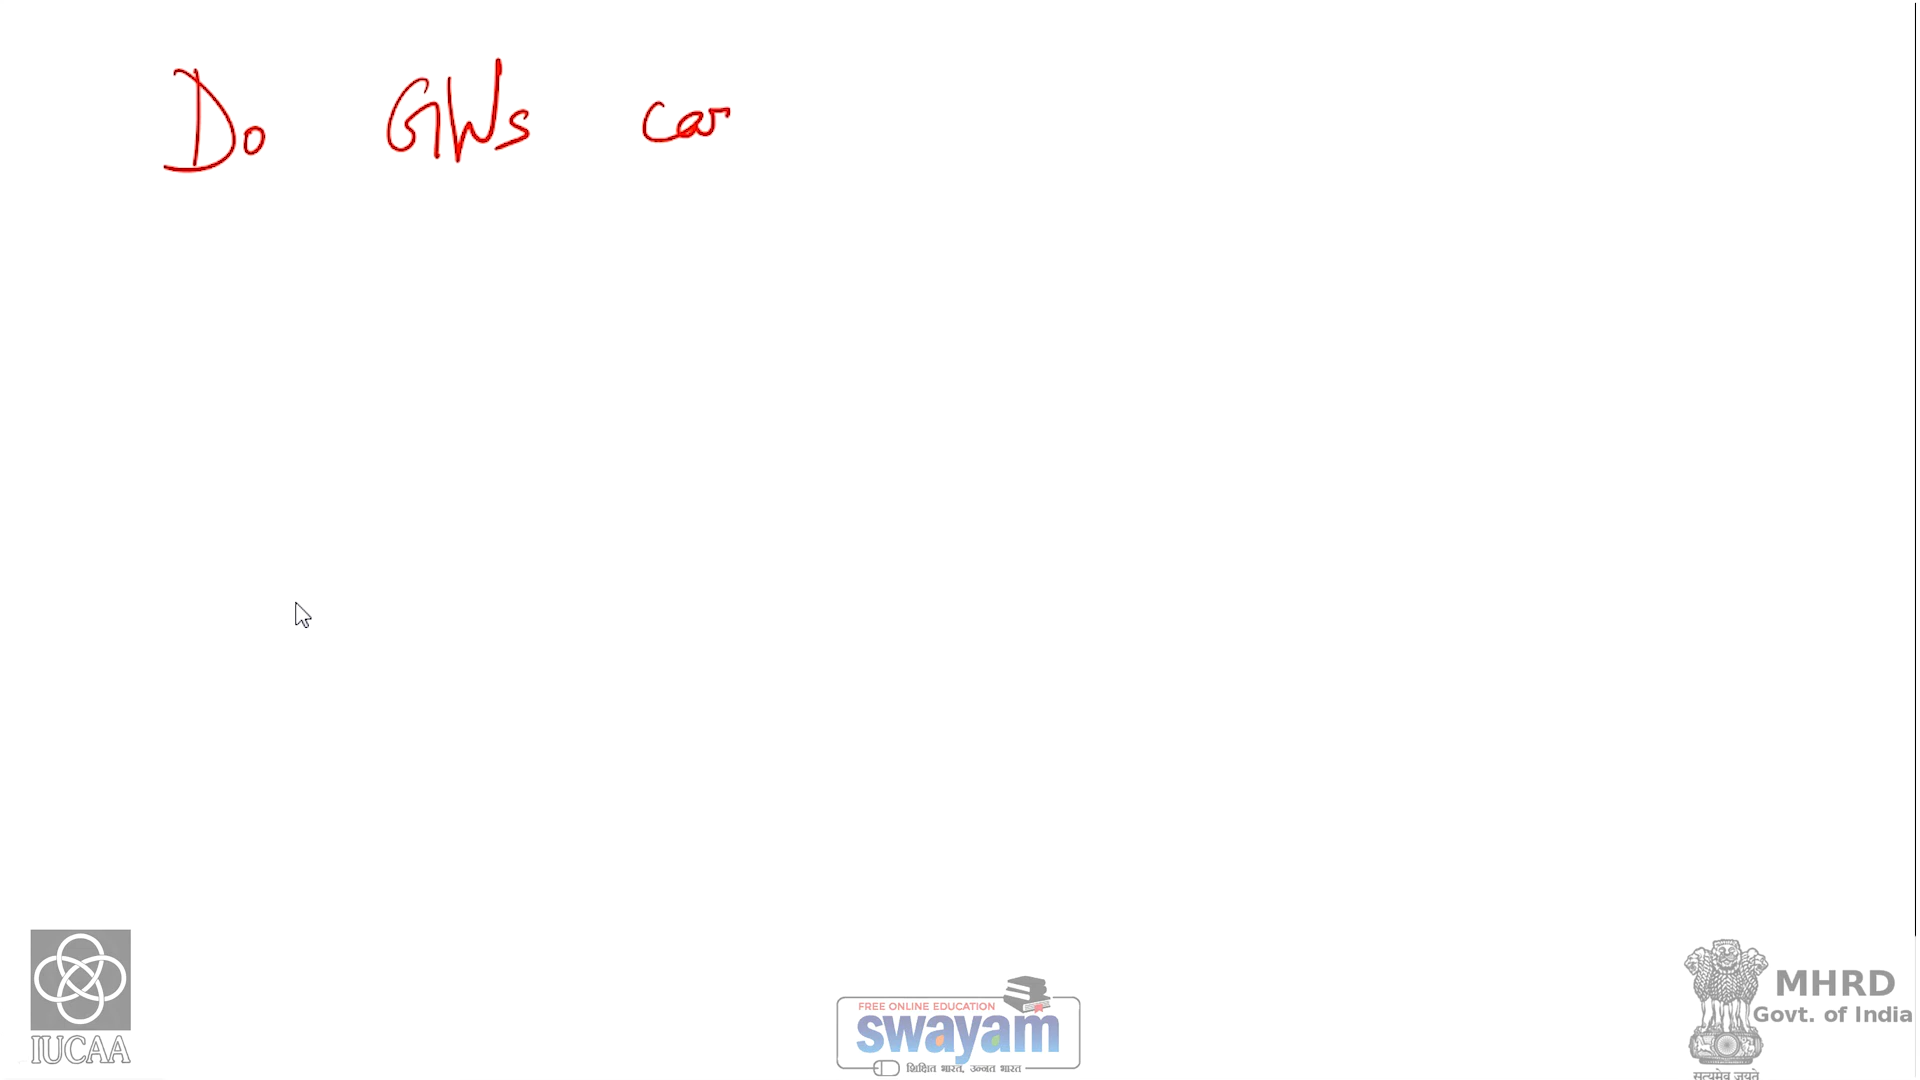 Do GWs car
IUCAA
FREE ONLINE EDUCATION
swayam
शिक्षित भारत, उन्नत भारत
MHRD
Govt. of India
सत्यमेव जयते